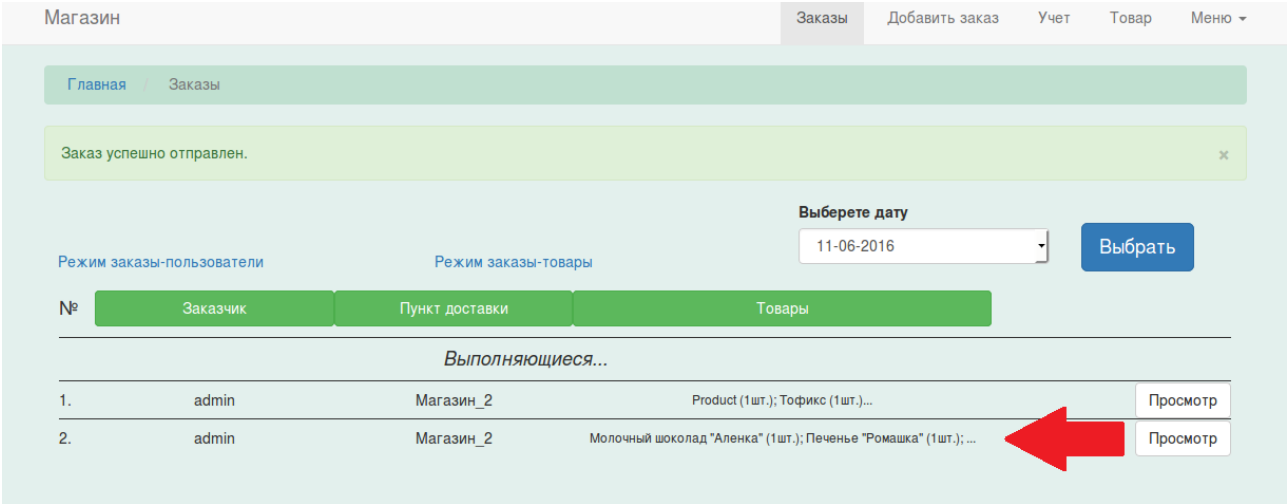 Магазин Заказы Добавить заказ Учет Товар Меню
Главная / Заказы
Заказ успешно отправлен. ×
Выберете дату
11-06-2016 Выбрать
Режим заказы-пользователи Режим заказы-товары
№ Заказчик Пункт доставки Товары
Выполняющиеся...
1. admin Магазин_2 Product (1шт.); Тофикс (1шт.)... Просмотр
2. admin Магазин_2 Молочный шоколад "Аленка" (1шт.); Печенье "Ромашка" (1шт.); ... Просмотр